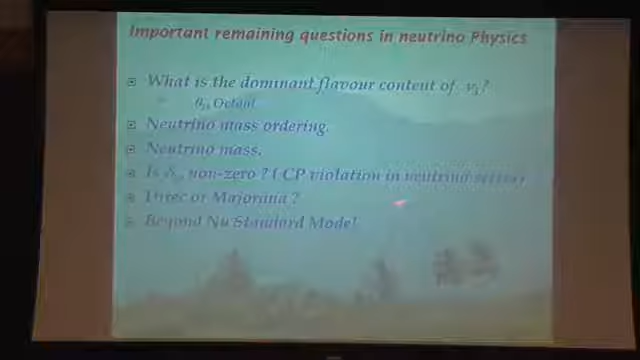 Important remaining questions in neutrino Physics
What is the dominant flavour content of ν₃?
θ₂₃ Octant
Neutrino mass ordering.
Neutrino mass.
Is δ non-zero ? ( CP violation in neutrino sector)
Dirac or Majorana ?
Beyond Nu Standard Model